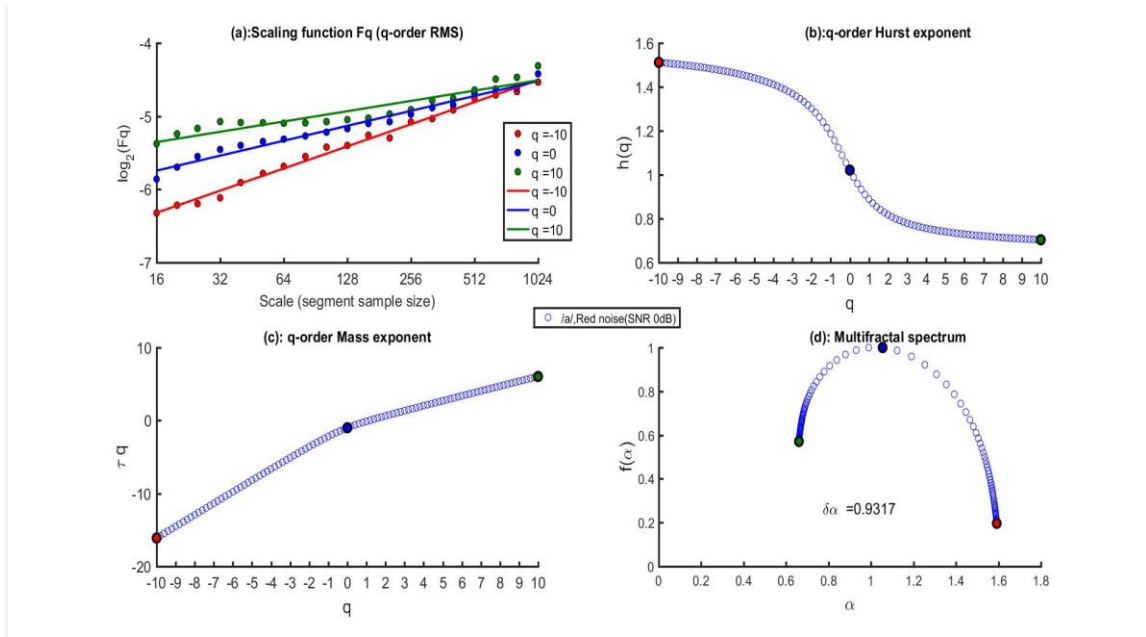 (a):Scaling function Fq (q-order RMS)
-4
-5
-6
-7
log2(Fq)
16 32 64 128 256 512 1024
Scale (segment sample size)
q =-10
q =0
q =10
q =-10
q =0
q =10
(b):q-order Hurst exponent
1.6
1.4
1.2
1
0.8
0.6
h(q)
-10 -9 -8 -7 -6 -5 -4 -3 -2 -1 0 1 2 3 4 5 6 7 8 9 10
q
/a/,Red noise(SNR 0dB)
(c): q-order Mass exponent
10
0
-10
-20
τ q
-10 -9 -8 -7 -6 -5 -4 -3 -2 -1 0 1 2 3 4 5 6 7 8 9 10
q
(d): Multifractal spectrum
1
0.8
0.6
0.4
0.2
0
f(α)
δα =0.9317
0 0.2 0.4 0.6 0.8 1 1.2 1.4 1.6 1.8
α